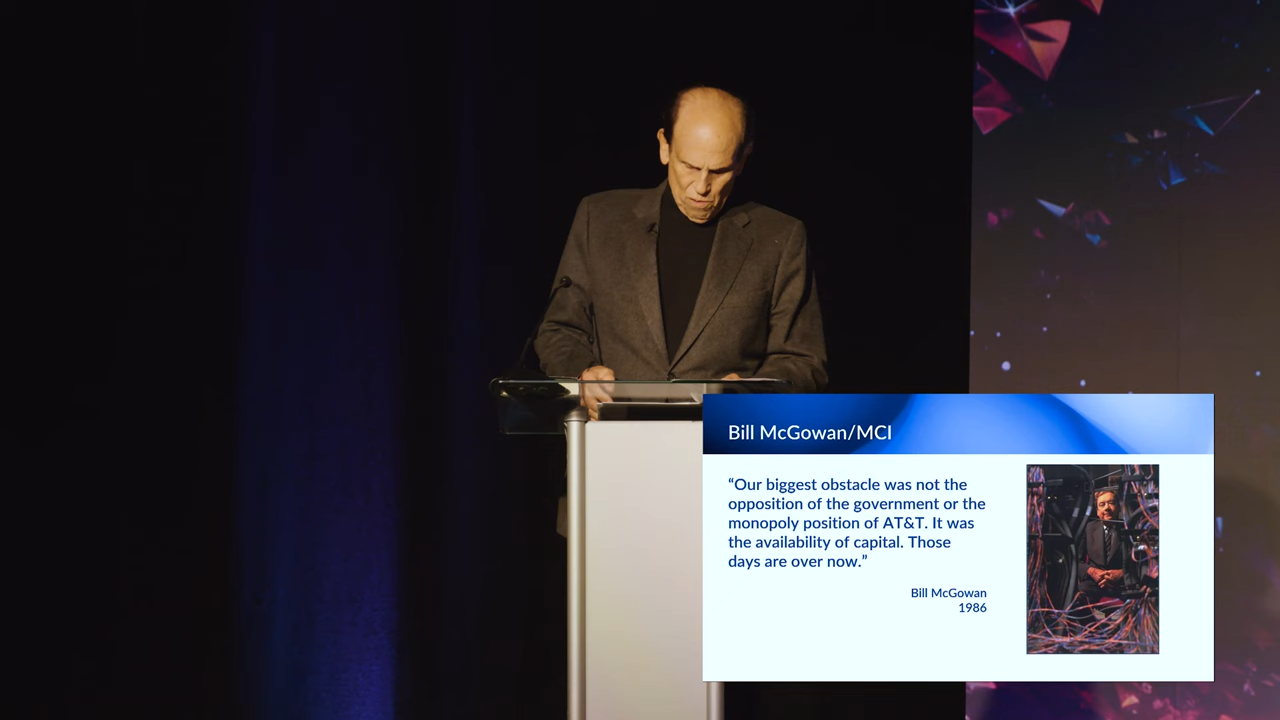 Bill McGowan/MCI
“Our biggest obstacle was not the
opposition of the government or the
monopoly position of AT&T. It was
the availability of capital. Those
days are over now.”
Bill McGowan
1986